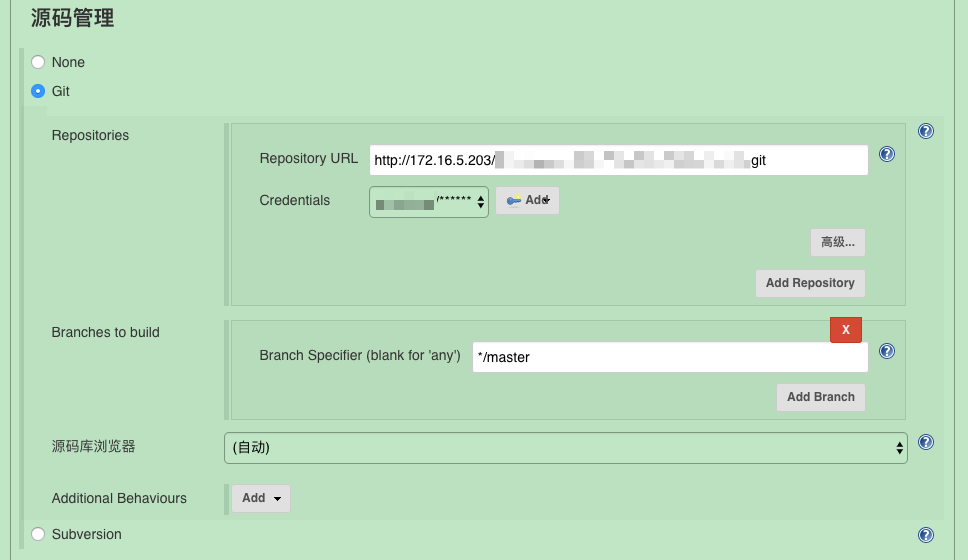 源码管理
None
Git
Repositories
Repository URL http://172.16.5.203/ git
Credentials /****** Add
高级...
Add Repository
Branches to build
X
Branch Specifier (blank for 'any') */master
Add Branch
源码库浏览器 (自动)
Additional Behaviours Add
Subversion